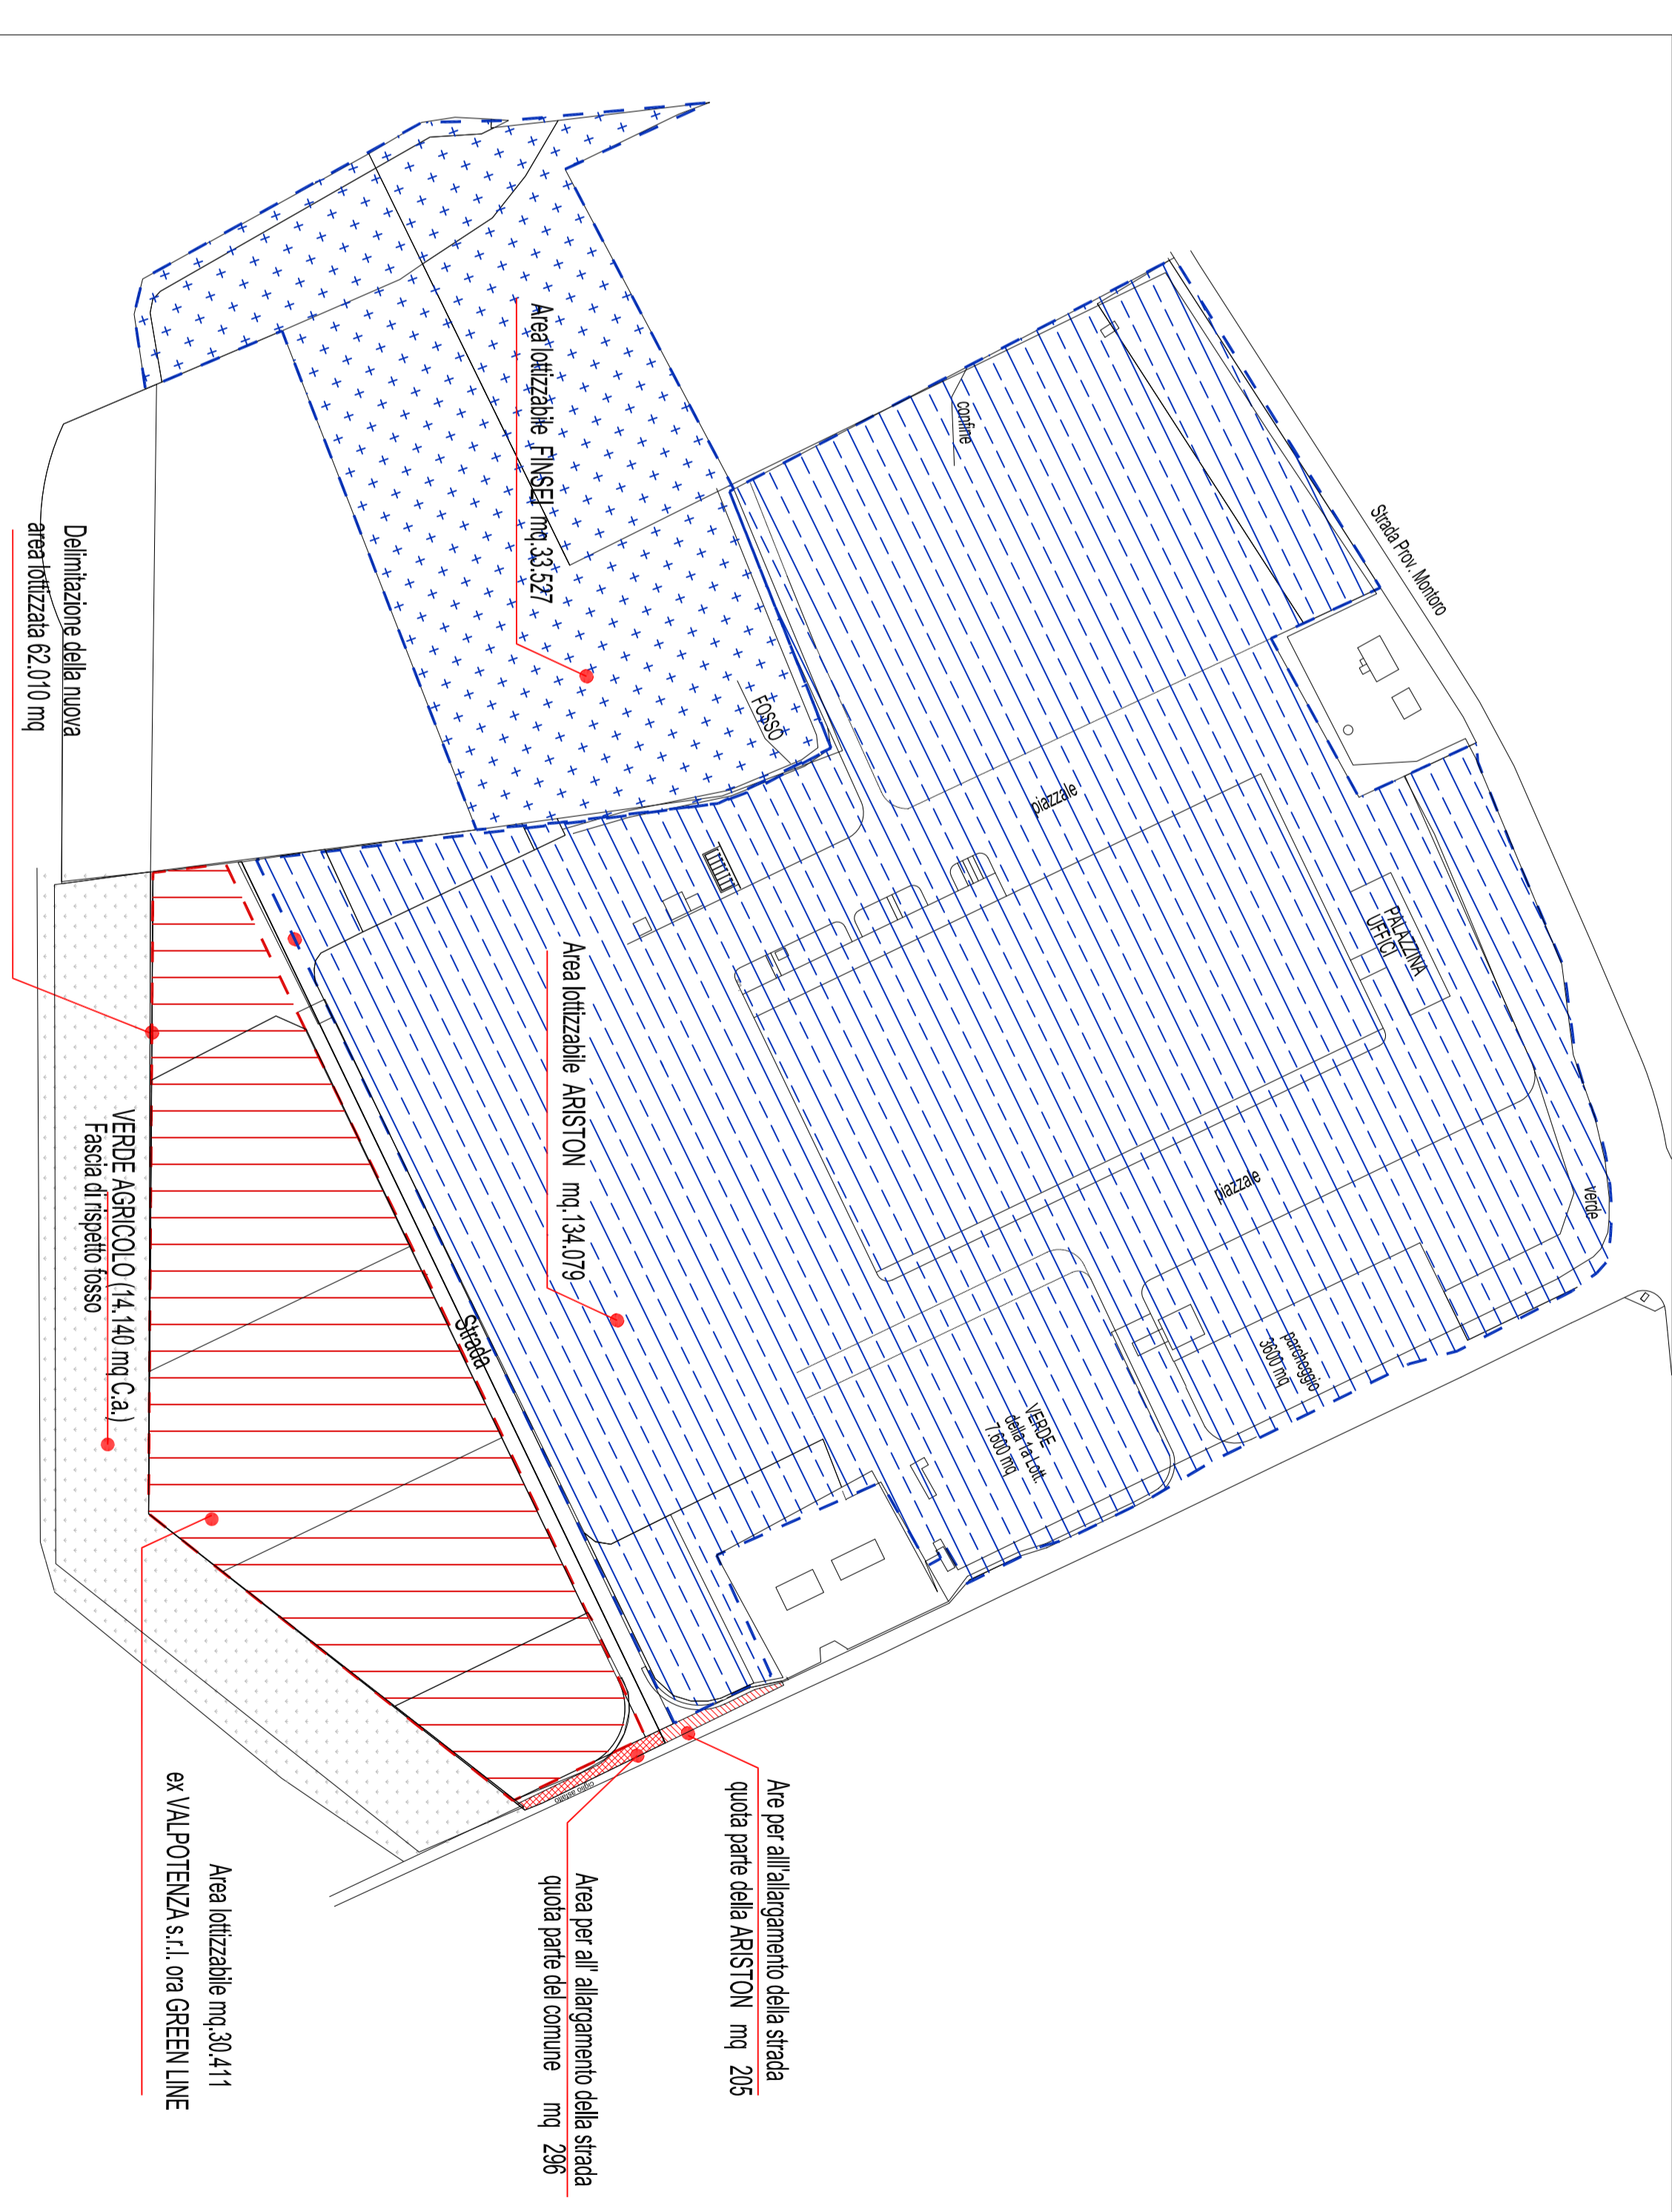 Strada Prov. Montoro
confine
Area lottizzabile FINSEI mq.33.527
FOSSO
piazzale
PALAZZINA
UFFICI
verde
piazzale
parcheggio
3600 mq
VERDE
della 1a Lott.
7.600 mq
Area lottizzabile ARISTON mq.134.079
Strada
Delimitazione della nuova
area lottizzata 62.010 mq
VERDE AGRICOLO (14.140 mq C.a.)
Fascia di rispetto fosso
ciglio asfalto
Are per alll'allargamento della strada
quota parte della ARISTON mq 205
Area per all' allargamento della strada
quota parte del comune mq 296
Area lottizzabile mq.30.411
ex VALPOTENZA s.r.l. ora GREEN LINE